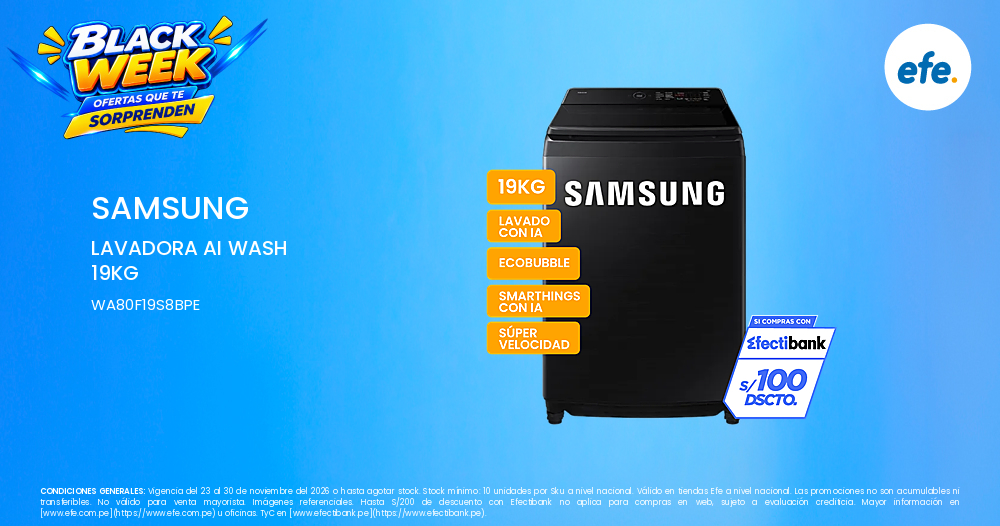 BLACK
WEEK
OFERTAS QUE TE
SORPRENDEN
efe.
SAMSUNG
LAVADORA AI WASH
19KG
WA80F19S8BPE
19KG
LAVADO
CON IA
ECOBUBBLE
SMARTHINGS
CON IA
SÚPER
VELOCIDAD
SAMSUNG
SI COMPRAS CON
Efectibank
S/100
DSCTO.
CONDICIONES GENERALES: Vigencia del 23 al 30 de noviembre del 2026 o hasta agotar stock. Stock mínimo: 10 unidades por Sku a nivel nacional. Válido en tiendas Efe a nivel nacional. Las promociones no son acumulables ni
transferibles. No válido para venta mayorista. Imágenes referenciales. Hasta S/200 de descuento con Efectibank no aplica para compras en web, sujeto a evaluación crediticia. Mayor información en
[www.efe.com.pe](https://www.efe.com.pe) u oficinas. TyC en [www.efectibank.pe](https://www.efectibank.pe).